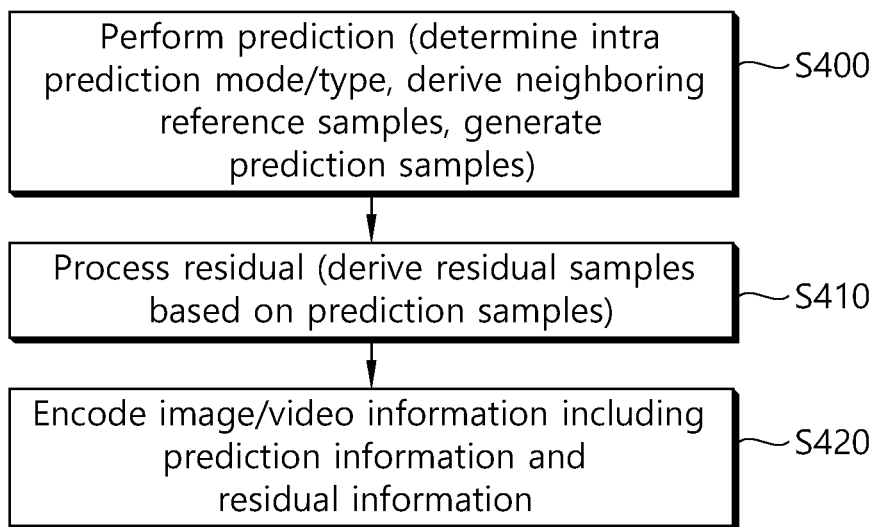 Perform prediction (determine intra
prediction mode/type, derive neighboring
reference samples, generate
prediction samples)
S400
Process residual (derive residual samples
based on prediction samples)
S410
Encode image/video information including
prediction information and
residual information
S420